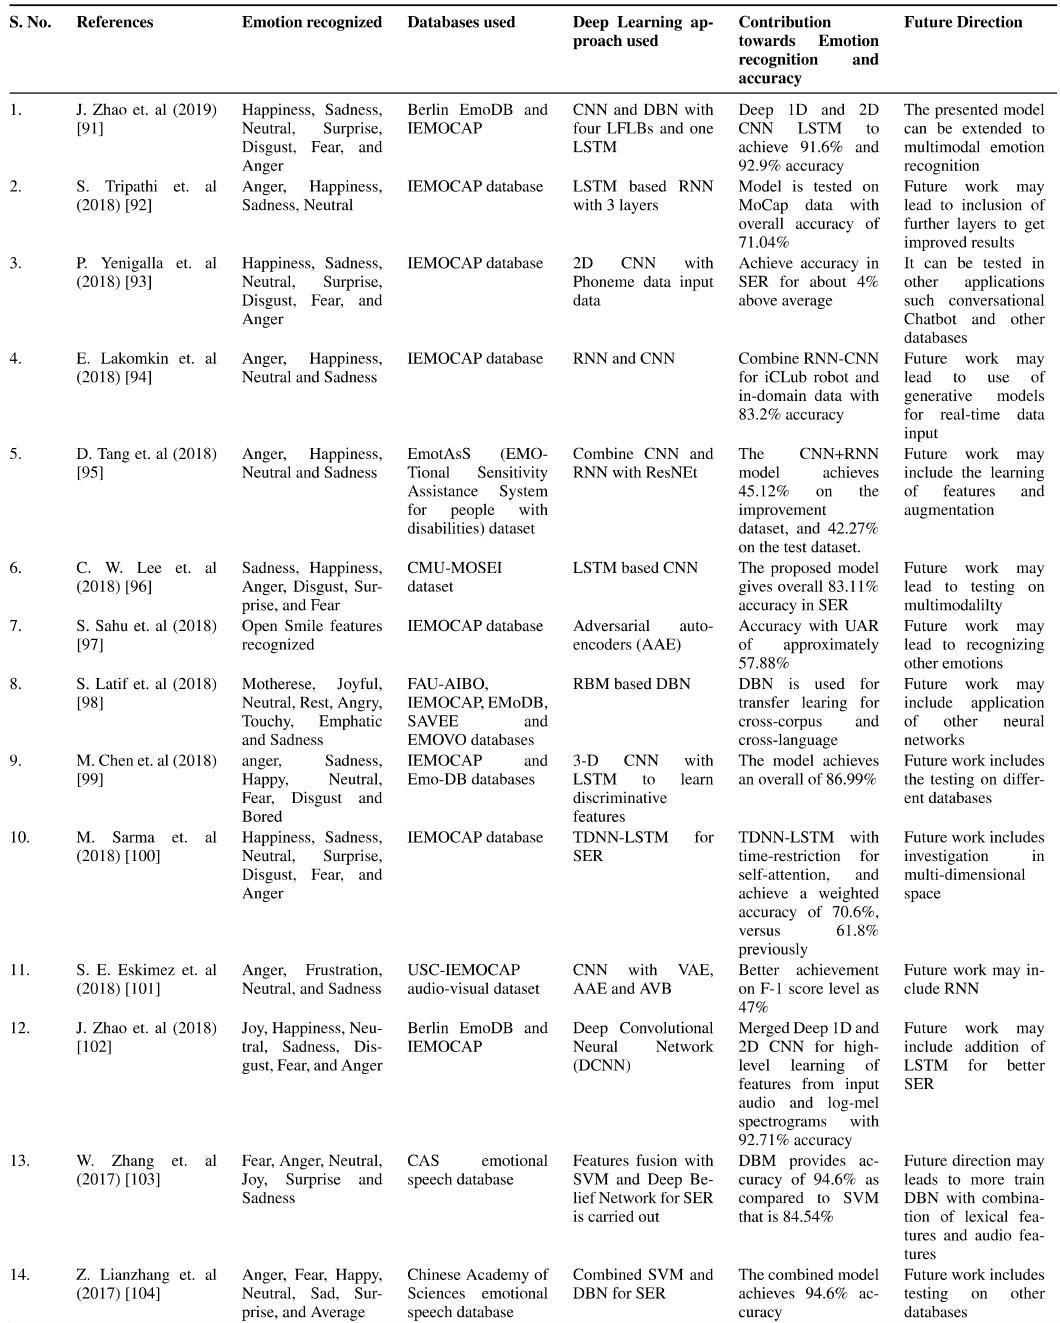 S. No.
References
Emotion recognized
Databases used
Deep Learning ap-
proach used
Contribution
towards Emotion
recognition and
accuracy
Future Direction
1.
J. Zhao et. al (2019)
[91]
Happiness, Sadness,
Neutral, Surprise,
Disgust, Fear, and
Anger
Berlin EmoDB and
IEMOCAP
CNN and DBN with
four LFLBs and one
LSTM
Deep 1D and 2D
CNN LSTM to
achieve 91.6% and
92.9% accuracy
The presented model
can be extended to
multimodal emotion
recognition
2.
S. Tripathi et. al
(2018) [92]
Anger, Happiness,
Sadness, Neutral
IEMOCAP database
LSTM based RNN
with 3 layers
Model is tested on
MoCap data with
overall accuracy of
71.04%
Future work may
lead to inclusion of
further layers to get
improved results
3.
P. Yenigalla et. al
(2018) [93]
Happiness, Sadness,
Neutral, Surprise,
Disgust, Fear, and
Anger
IEMOCAP database
2D CNN with
Phoneme data input
data
Achieve accuracy in
SER for about 4%
above average
It can be tested in
other applications
such conversational
Chatbot and other
databases
4.
E. Lakomkin et. al
(2018) [94]
Anger, Happiness,
Neutral and Sadness
IEMOCAP database
RNN and CNN
Combine RNN-CNN
for iCLub robot and
in-domain data with
83.2% accuracy
Future work may
lead to use of
generative models
for real-time data
input
5.
D. Tang et. al (2018)
[95]
Anger, Happiness,
Neutral and Sadness
EmotAsS (EMO-
Tional Sensitivity
Assistance System
for people with
disabilities) dataset
Combine CNN and
RNN with ResNEt
The CNN+RNN
model achieves
45.12% on the
improvement
dataset, and 42.27%
on the test dataset.
Future work may
include the learning
of features and
augmentation
6.
C. W. Lee et. al
(2018) [96]
Sadness, Happiness,
Anger, Disgust, Sur-
prise, and Fear
CMU-MOSEI
dataset
LSTM based CNN
The proposed model
gives overall 83.11%
accuracy in SER
Future work may
lead to testing on
multimodalilty
7.
S. Sahu et. al (2018)
[97]
Open Smile features
recognized
IEMOCAP database
Adversarial auto-
encoders (AAE)
Accuracy with UAR
of approximately
57.88%
Future work may
lead to recognizing
other emotions
8.
S. Latif et. al (2018)
[98]
Motherese, Joyful,
Neutral, Rest, Angry,
Touchy, Emphatic
and Sadness
FAU-AIBO,
IEMOCAP, EMoDB,
SAVEE and
EMOVO databases
RBM based DBN
DBN is used for
transfer learing for
cross-corpus and
cross-language
Future work may
include application
of other neural
networks
9.
M. Chen et. al (2018)
[99]
anger, Sadness,
Happy, Neutral,
Fear, Disgust and
Bored
IEMOCAP and
Emo-DB databases
3-D CNN with
LSTM to learn
discriminative
features
The model achieves
an overall of 86.99%
Future work includes
the testing on differ-
ent databases
10.
M. Sarma et. al
(2018) [100]
Happiness, Sadness,
Neutral, Surprise,
Disgust, Fear, and
Anger
IEMOCAP database
TDNN-LSTM for
SER
TDNN-LSTM with
time-restriction for
self-attention, and
achieve a weighted
accuracy of 70.6%,
versus 61.8%
previously
Future work includes
investigation in
multi-dimensional
space
11.
S. E. Eskimez et. al
(2018) [101]
Anger, Frustration,
Neutral, and Sadness
USC-IEMOCAP
audio-visual dataset
CNN with VAE,
AAE and AVB
Better achievement
on F-1 score level as
47%
Future work may in-
clude RNN
12.
J. Zhao et. al (2018)
[102]
Joy, Happiness, Neu-
tral, Sadness, Dis-
gust, Fear, and Anger
Berlin EmoDB and
IEMOCAP
Deep Convolutional
Neural Network
(DCNN)
Merged Deep 1D and
2D CNN for high-
level learning of
features from input
audio and log-mel
spectrograms with
92.71% accuracy
Future work may
include addition of
LSTM for better
SER
13.
W. Zhang et. al
(2017) [103]
Fear, Anger, Neutral,
Joy, Surprise and
Sadness
CAS emotional
speech database
Features fusion with
SVM and Deep Be-
lief Network for SER
is carried out
DBM provides ac-
curacy of 94.6% as
compared to SVM
that is 84.54%
Future direction may
leads to more train
DBN with combina-
tion of lexical fea-
tures and audio fea-
tures
14.
Z. Lianzhang et. al
(2017) [104]
Anger, Fear, Happy,
Neutral, Sad, Sur-
prise, and Average
Chinese Academy of
Sciences emotional
speech database
Combined SVM and
DBN for SER
The combined model
achieves 94.6% ac-
curacy
Future work includes
testing on other
databases